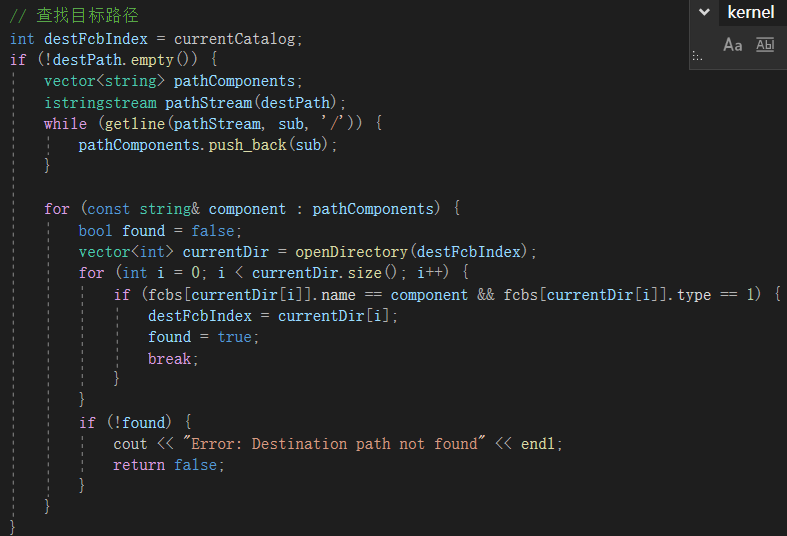 // 查找目标路径
kernel
int destFcbIndex = currentCatalog;
if (!destPath.empty()) {
Aa Abl
vector<string> pathComponents;
istringstream pathStream(destPath);
while (getline(pathStream, sub, '/')) {
pathComponents.push_back(sub);
}
for (const string& component : pathComponents) {
bool found = false;
vector<int> currentDir = openDirectory(destFcbIndex);
for (int i = 0; i < currentDir.size(); i++) {
if (fcbs[currentDir[i]].name == component && fcbs[currentDir[i]].type == 1) {
destFcbIndex = currentDir[i];
found = true;
break;
}
}
if (!found) {
cout << "Error: Destination path not found" << endl;
return false;
}
}
}